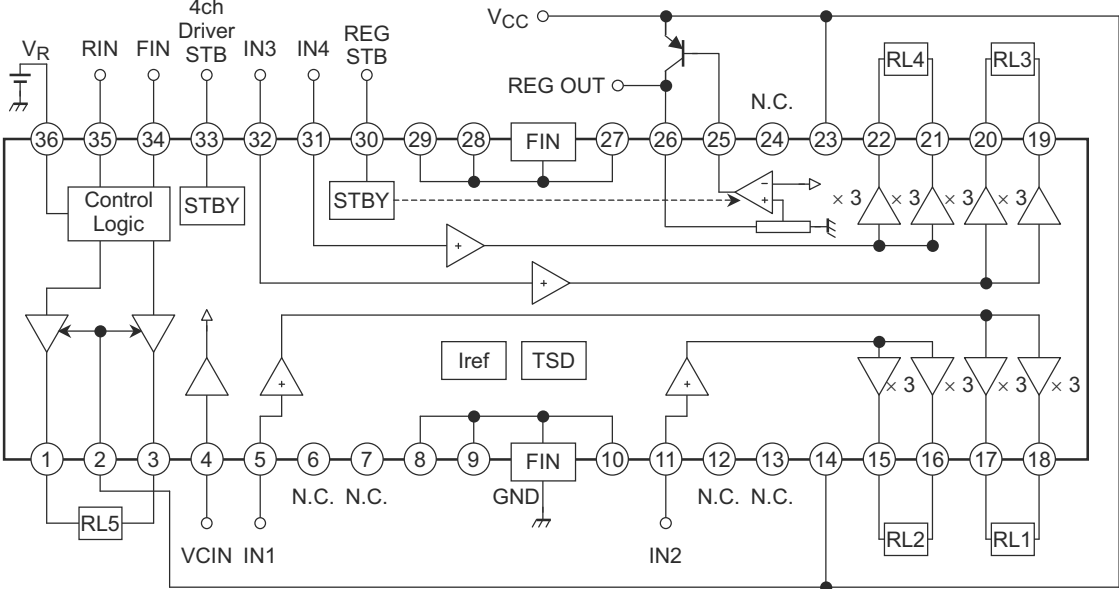 4ch
Driver
STB
VR
RIN
FIN
IN3
IN4
REG
STB
VCC
REG OUT
N.C.
RL4
RL3
36
35
34
33
32
31
30
29
28
FIN
27
26
25
24
23
22
21
20
19
Control
Logic
STBY
STBY
−
+
× 3
× 3
× 3
× 3
+
+
Iref
TSD
+
+
× 3
× 3
× 3
× 3
1
2
3
4
5
6
7
8
9
FIN
10
11
12
13
14
15
16
17
18
N.C.
N.C.
GND
N.C.
N.C.
RL5
VCIN
IN1
IN2
RL2
RL1